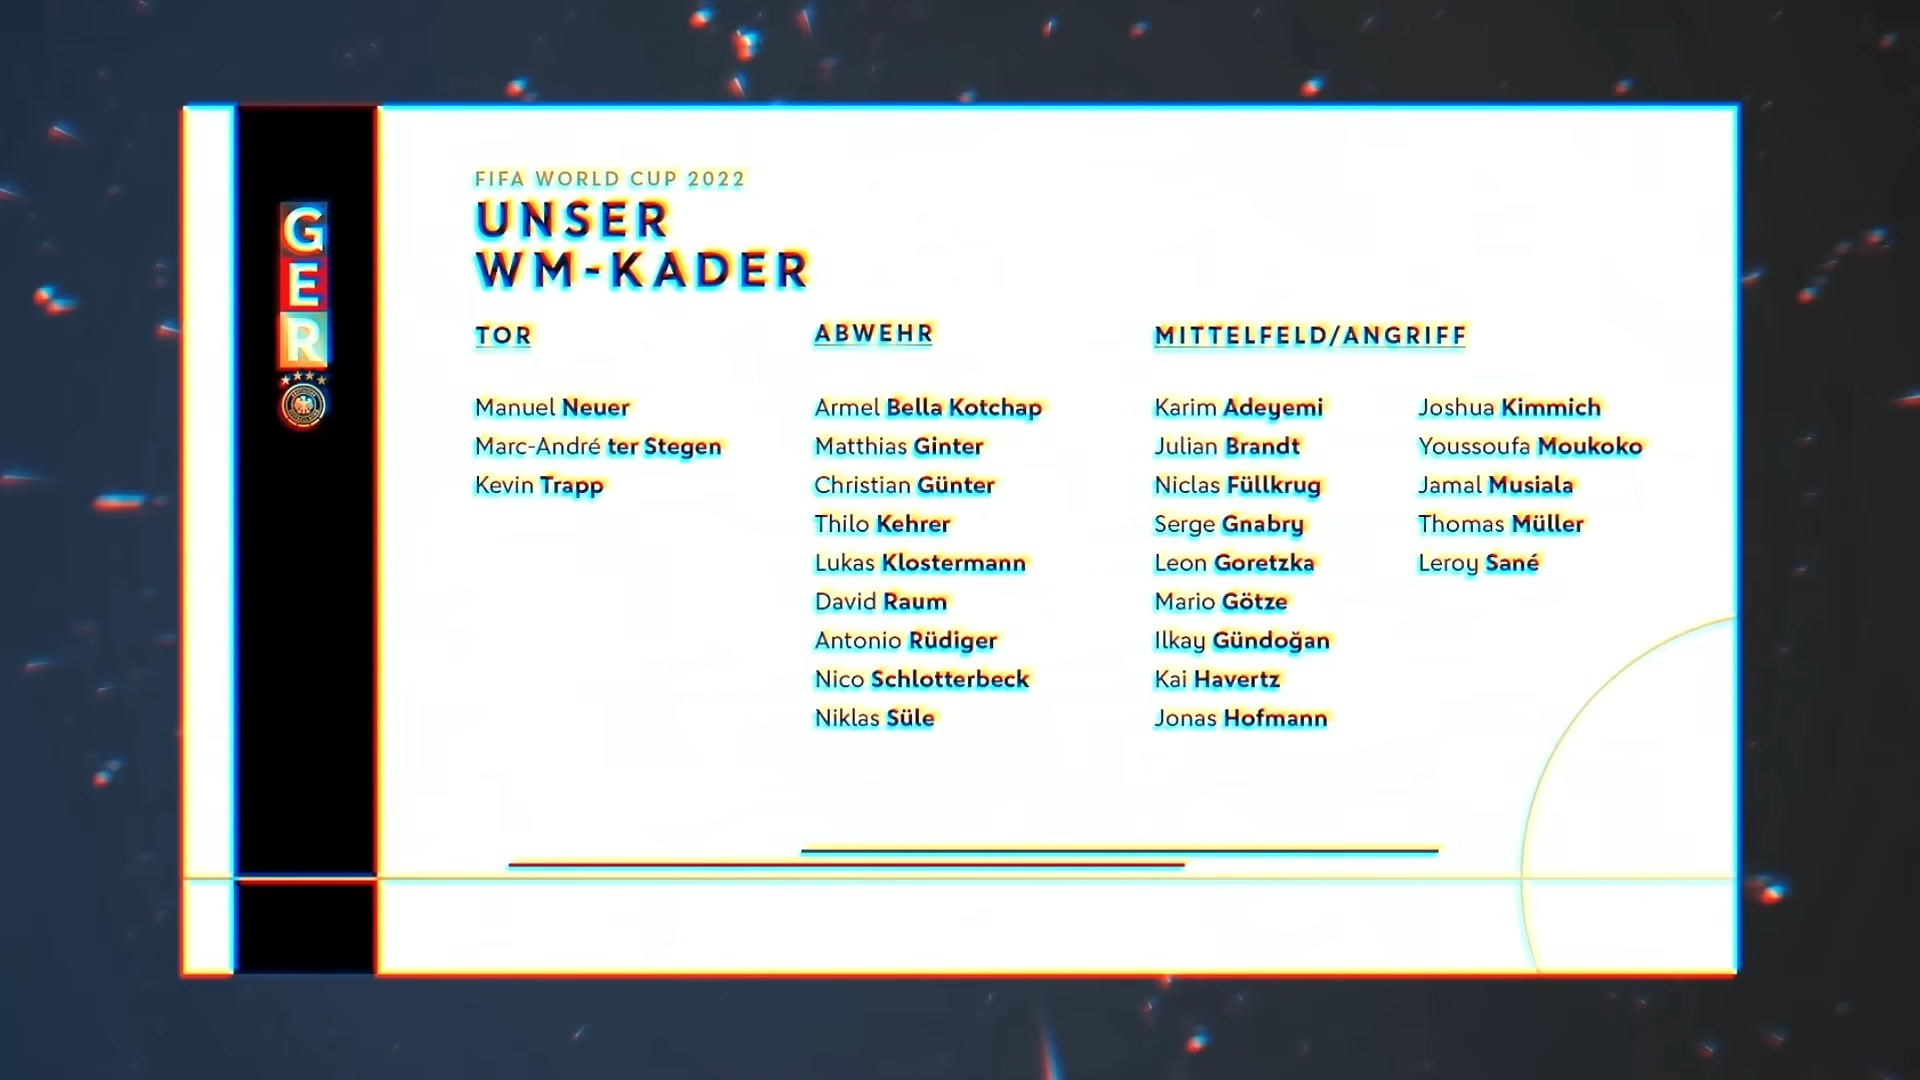 GER
FIFA WORLD CUP 2022
UNSER
WM-KADER
TOR
Manuel Neuer
Marc-André ter Stegen
Kevin Trapp
ABWEHR
Armel Bella Kotchap
Matthias Ginter
Christian Günter
Thilo Kehrer
Lukas Klostermann
David Raum
Antonio Rüdiger
Nico Schlotterbeck
Niklas Süle
MITTELFELD/ANGRIFF
Karim Adeyemi
Julian Brandt
Niclas Füllkrug
Serge Gnabry
Leon Goretzka
Mario Götze
Ilkay Gündoğan
Kai Havertz
Jonas Hofmann
Joshua Kimmich
Youssoufa Moukoko
Jamal Musiala
Thomas Müller
Leroy Sané